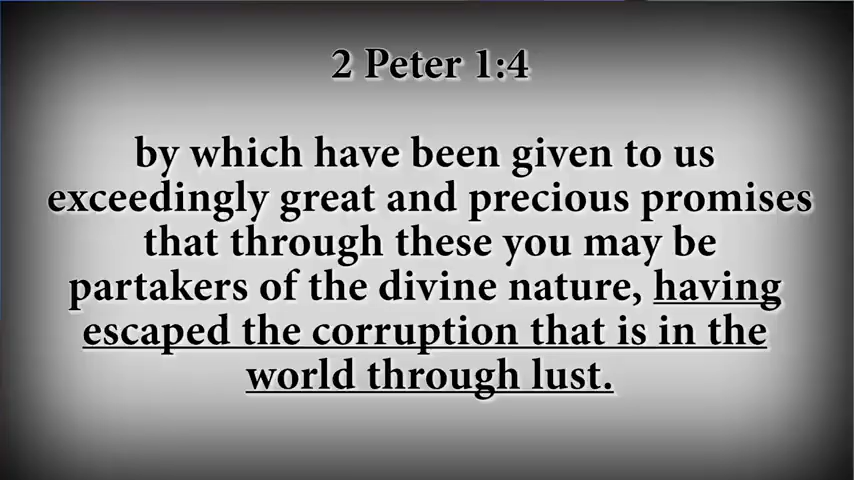 2 Peter 1:4
by which have been given to us
exceedingly great and precious promises
that through these you may be
partakers of the divine nature, having
escaped the corruption that is in the
world through lust.